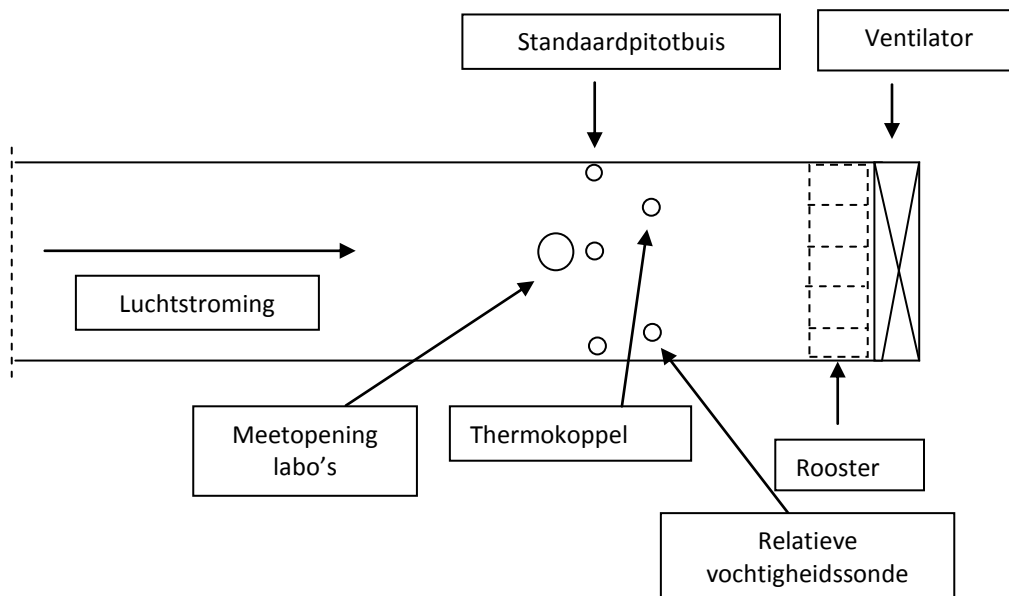 Standaardpitotbuis
Ventilator
Luchtstroming
Meetopening
labo's
Thermokoppel
Rooster
Relatieve
vochtigheidssonde